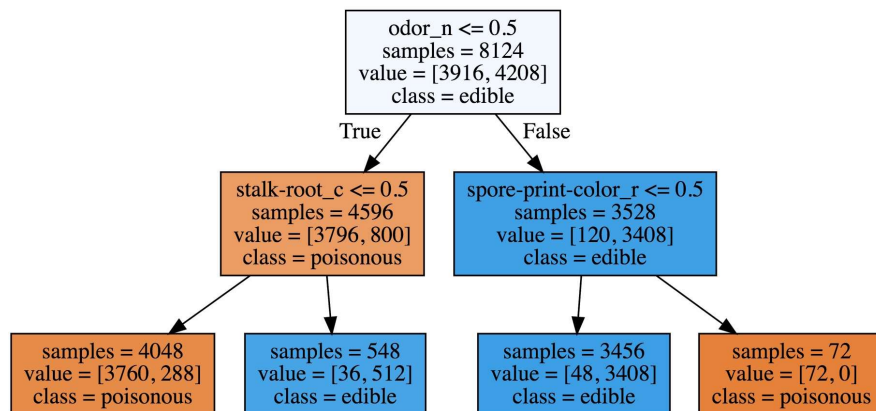 odor_n <= 0.5
samples = 8124
value = [3916, 4208]
class = edible
True
False
stalk-root_c <= 0.5
samples = 4596
value = [3796, 800]
class = poisonous
spore-print-color_r <= 0.5
samples = 3528
value = [120, 3408]
class = edible
samples = 4048
value = [3760, 288]
class = poisonous
samples = 548
value = [36, 512]
class = edible
samples = 3456
value = [48, 3408]
class = edible
samples = 72
value = [72, 0]
class = poisonous